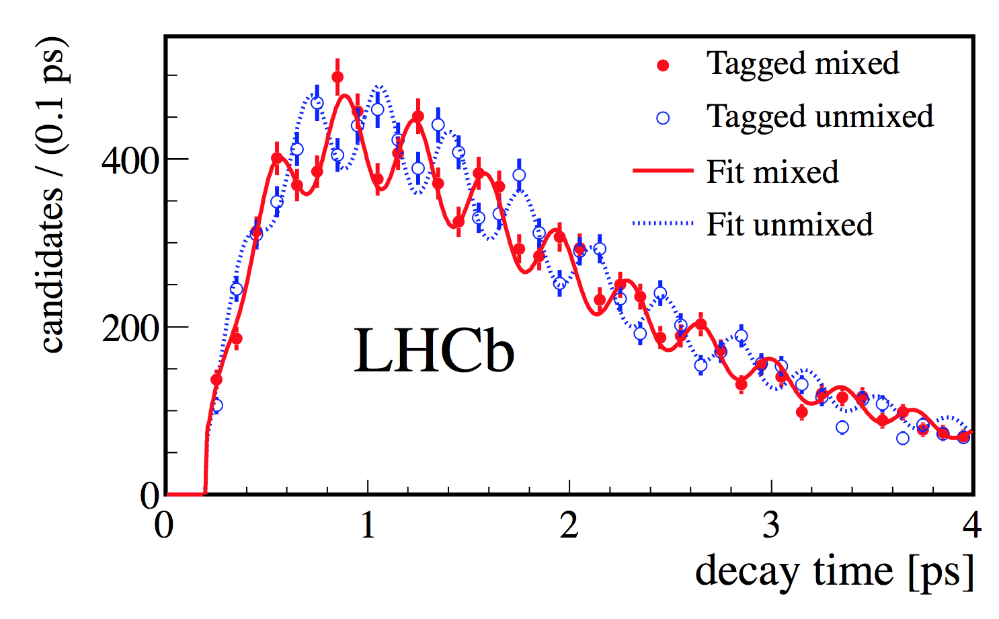 candidates / (0.1 ps)
400
200
0
Tagged mixed
Tagged unmixed
Fit mixed
Fit unmixed
LHCb
0 1 2 3 4
decay time [ps]